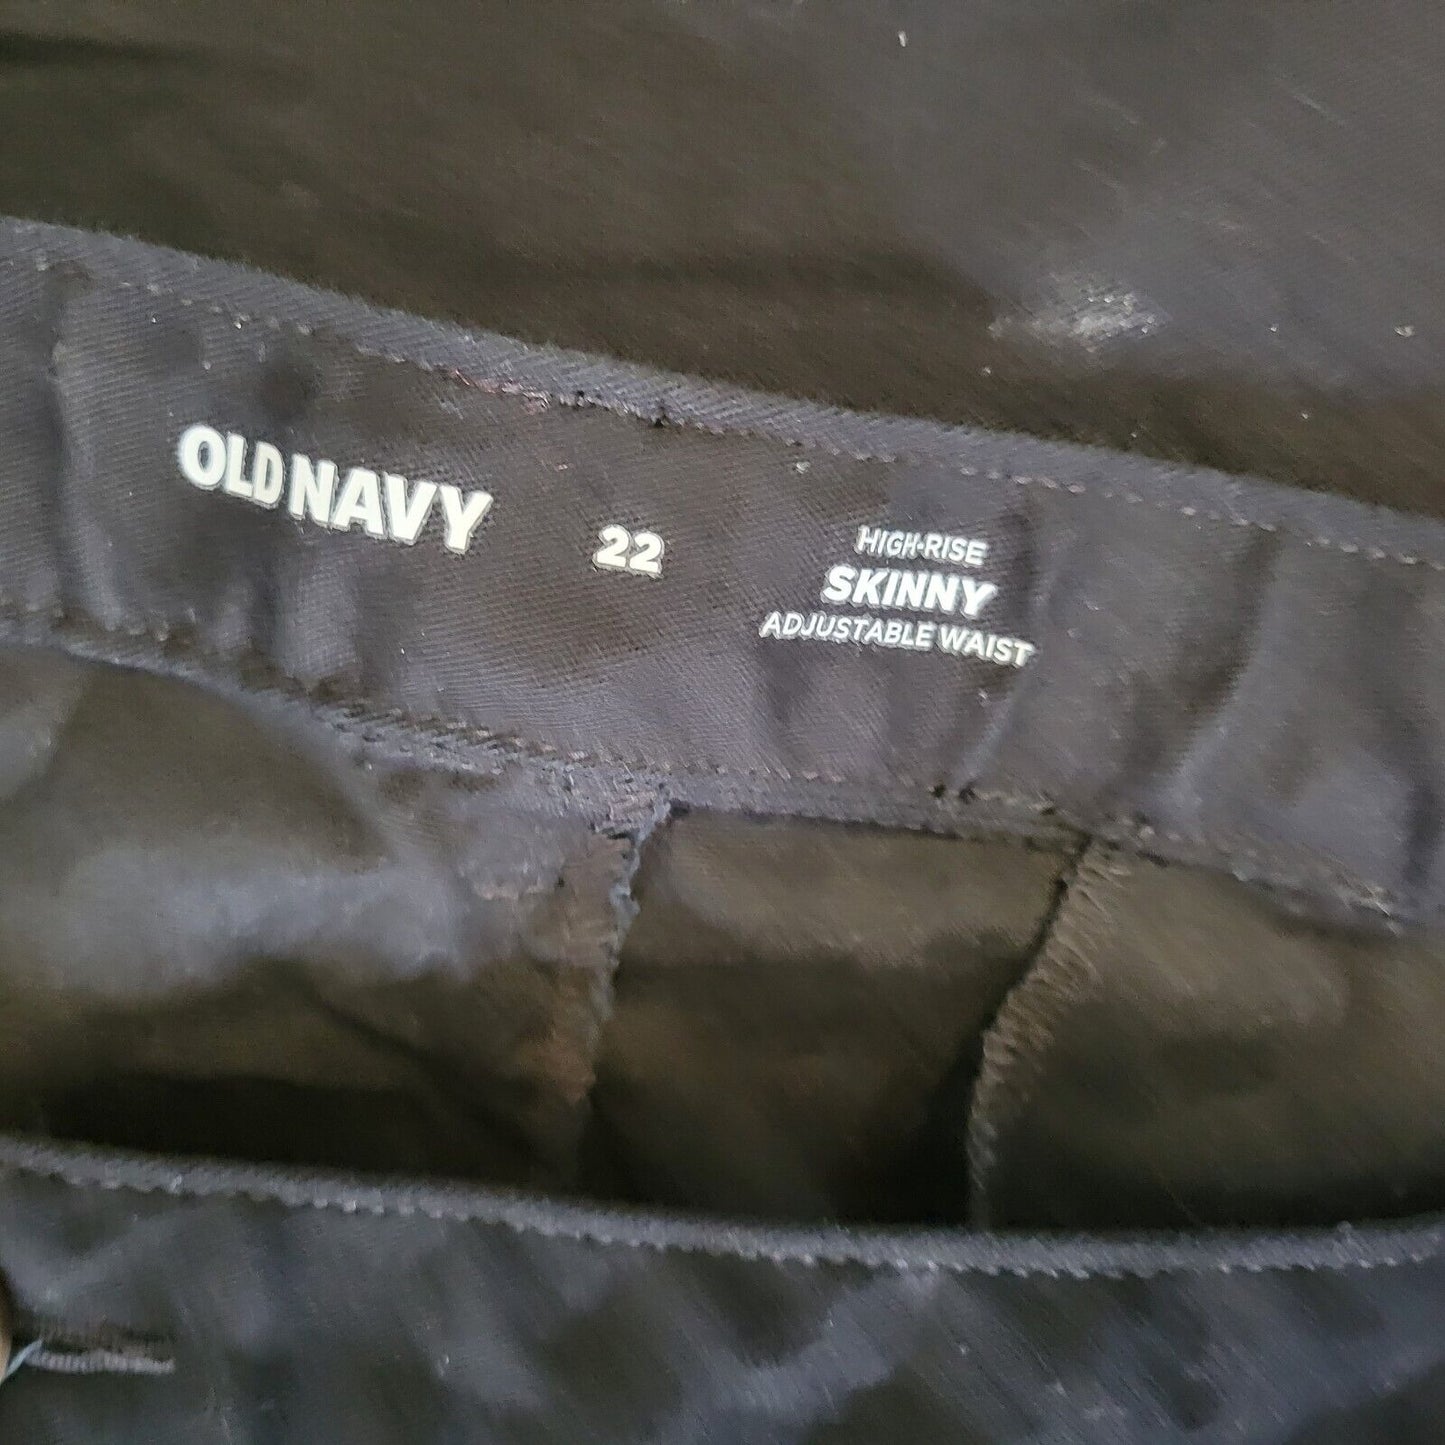 OLD NAVY
22
HIGH-RISE
SKINNY
ADJUSTABLE WAIST